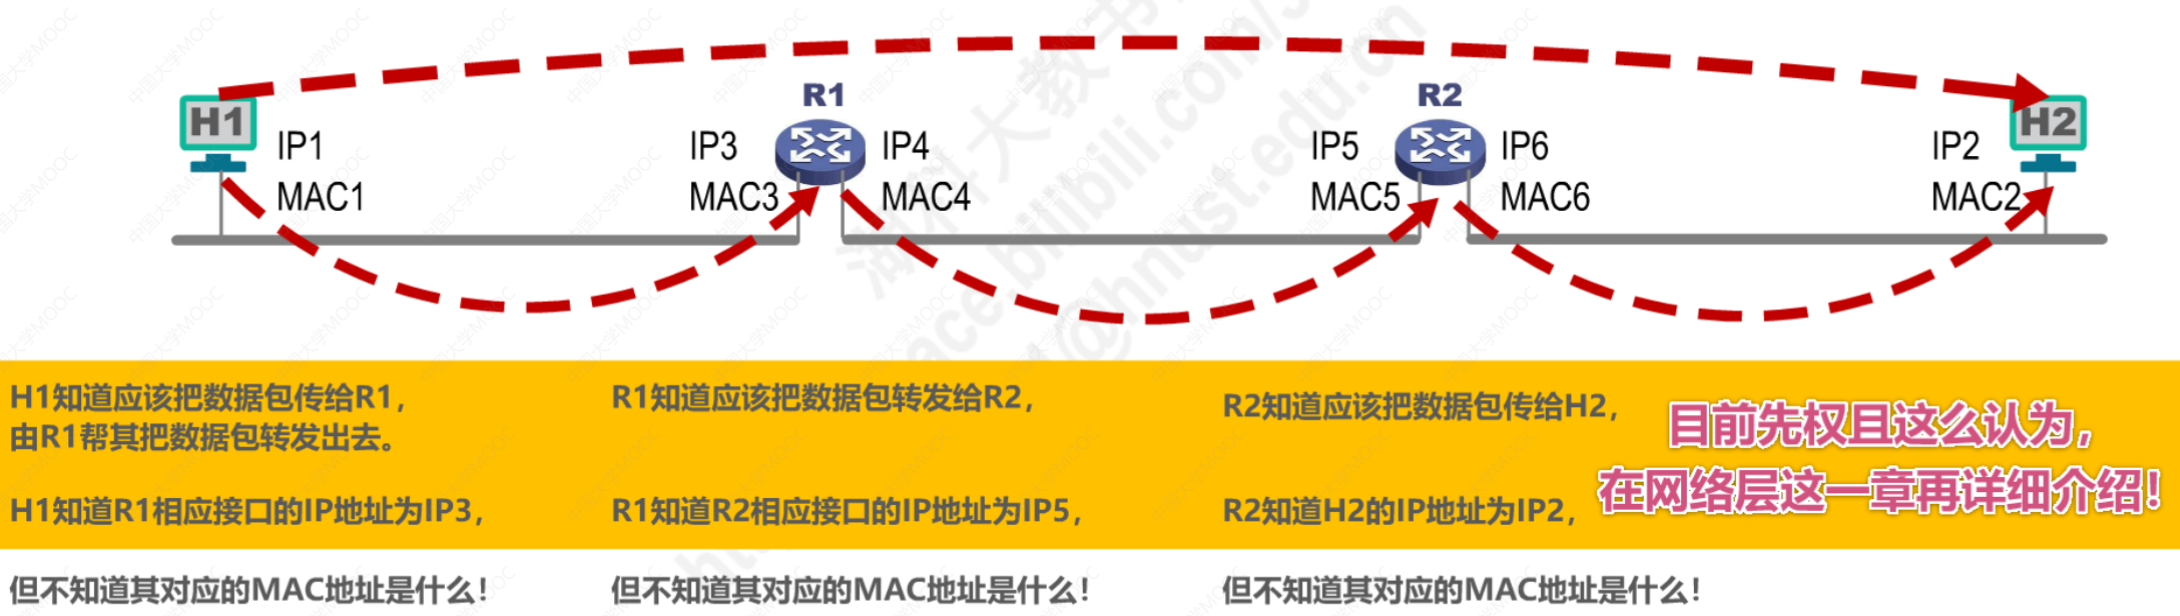 R1
R2
H1
IP1
MAC1
IP3
MAC3
IP4
MAC4
IP5
MAC5
IP6
MAC6
IP2
MAC2
H2
H1知道应该把数据包传给R1，
由R1帮其把数据包转发出去。
H1知道R1相应接口的IP地址为IP3，
但不知道其对应的MAC地址是什么！
R1知道应该把数据包转发给R2，
R1知道R2相应接口的IP地址为IP5，
但不知道其对应的MAC地址是什么！
R2知道应该把数据包传给H2，
R2知道H2的IP地址为IP2，
但不知道其对应的MAC地址是什么！
目前先权且这么认为，
在网络层这一章再详细介绍！
中国大学MOOC